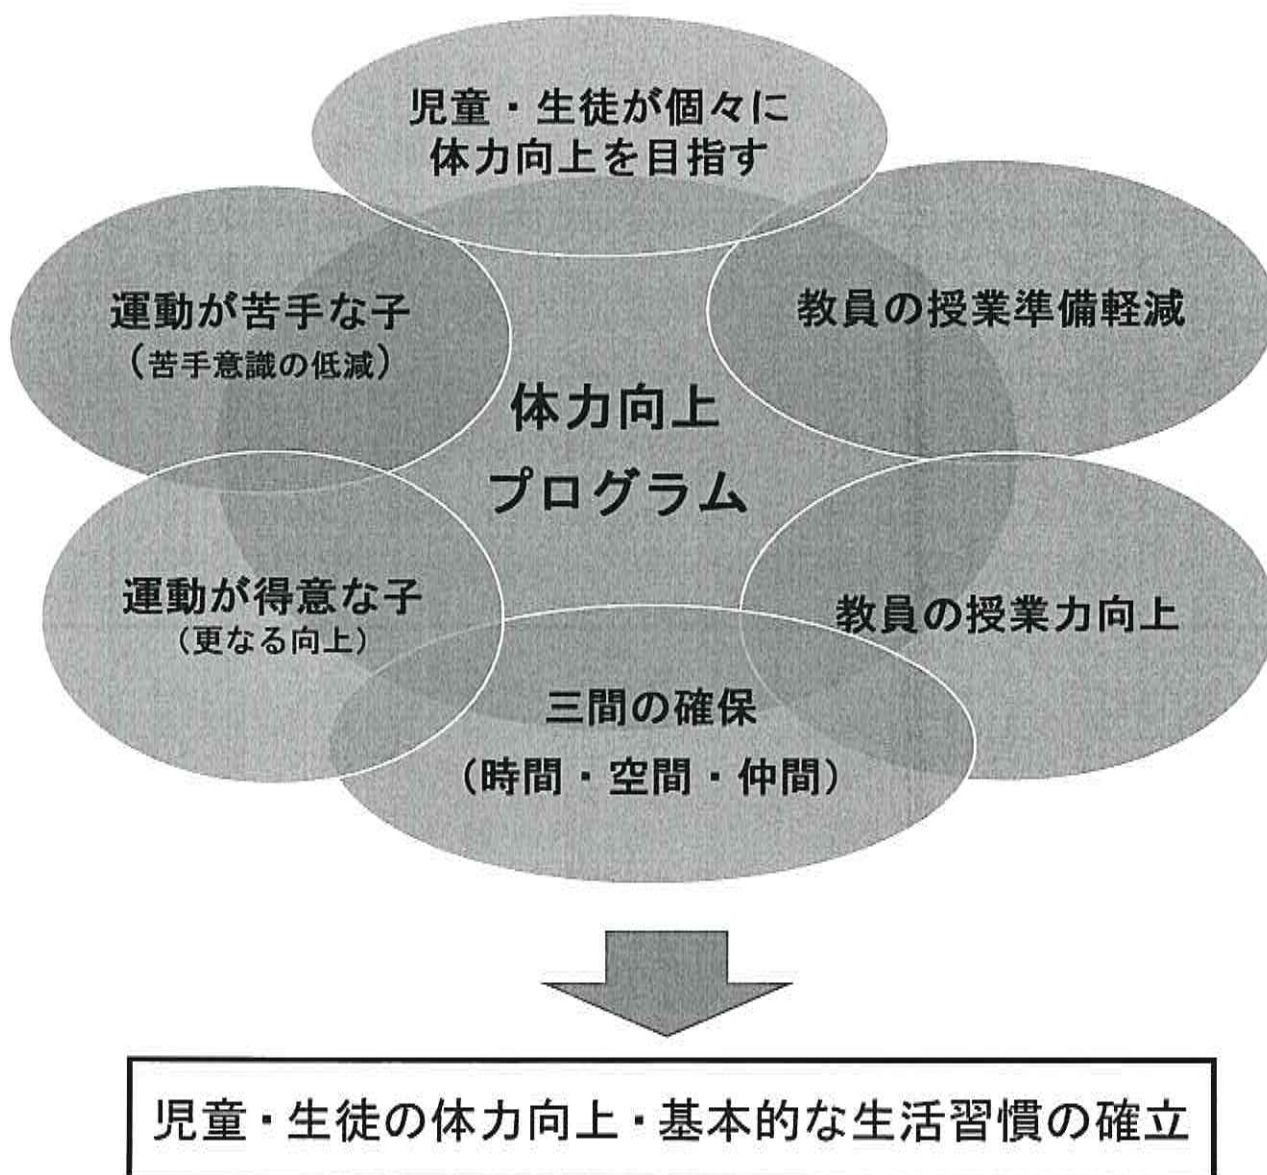 児童・生徒が個々に
体力向上を目指す
運動が苦手な子
（苦手意識の低減）
教員の授業準備軽減
体力向上
プログラム
運動が得意な子
（更なる向上）
教員の授業力向上
三間の確保
（時間・空間・仲間）
児童・生徒の体力向上・基本的な生活習慣の確立